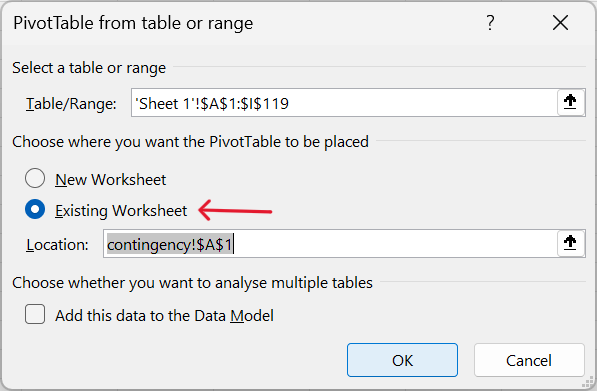 PivotTable from table or range ?
Select a table or range
Table/Range: 'Sheet 1'!$A$1:$I$119
Choose where you want the PivotTable to be placed
New Worksheet
Existing Worksheet
Location: contingency!$A$1
Choose whether you want to analyse multiple tables
Add this data to the Data Model
OK Cancel